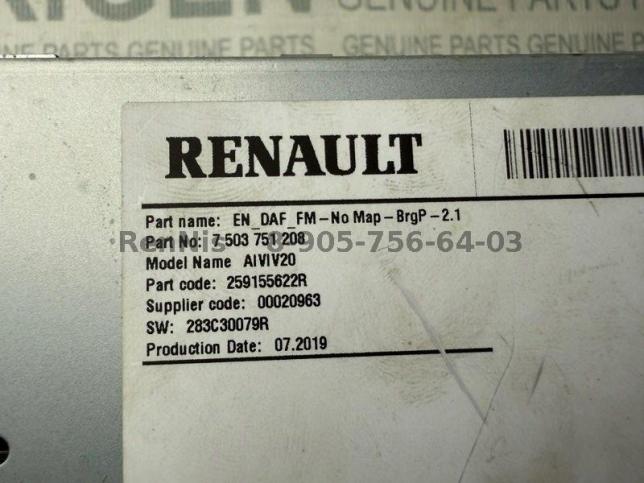 GENUINE PARTS
GENUINE PARTS GENUINE PARTS GENUINE PARTS
RENAULT
Part name: EN_DAF_FM-No Map-BrgP-2.1
Part No: 7 503 751 208
RenNis 8-905-756-64-03
Model Name AIVIV20
Part code: 259155622R
Supplier code: 00020963
SW: 283C30079R
Production Date: 07.2019